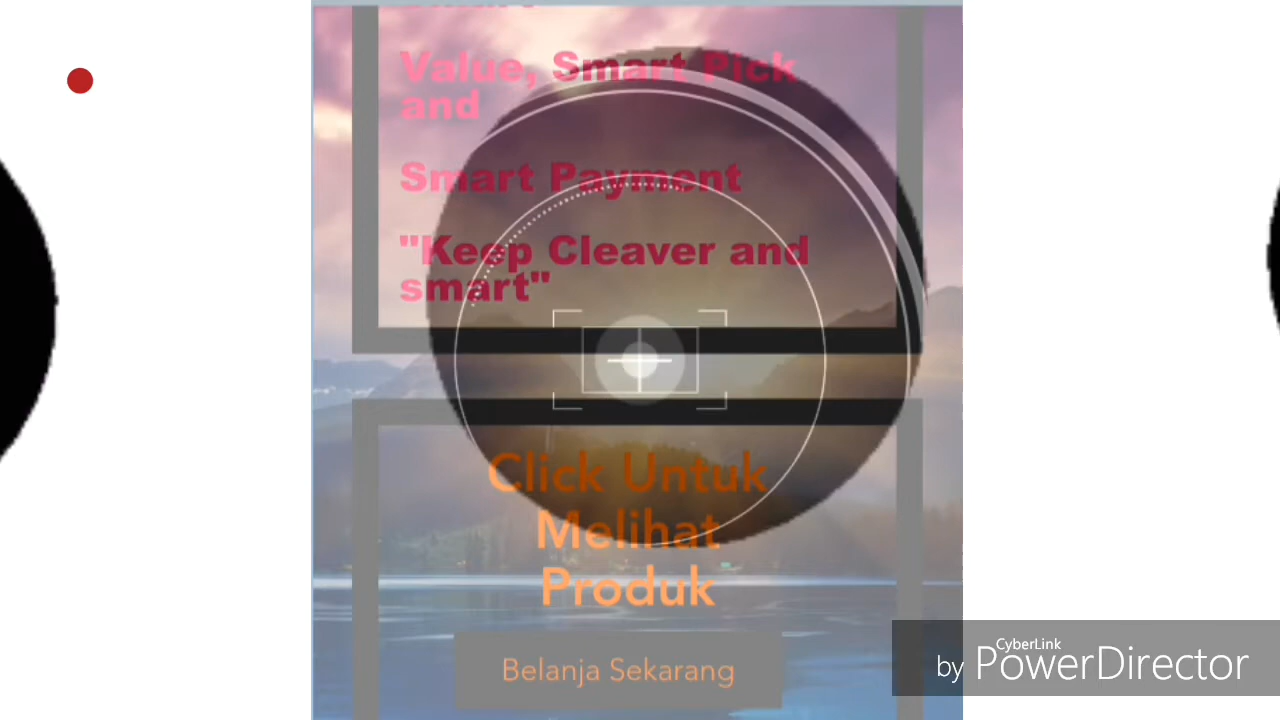 Value, Smart Pick
and
Smart Payment
"Keep Cleaver and
smart"
Click Untuk
Melihat
Produk
Belanja Sekarang
CyberLink
by PowerDirector